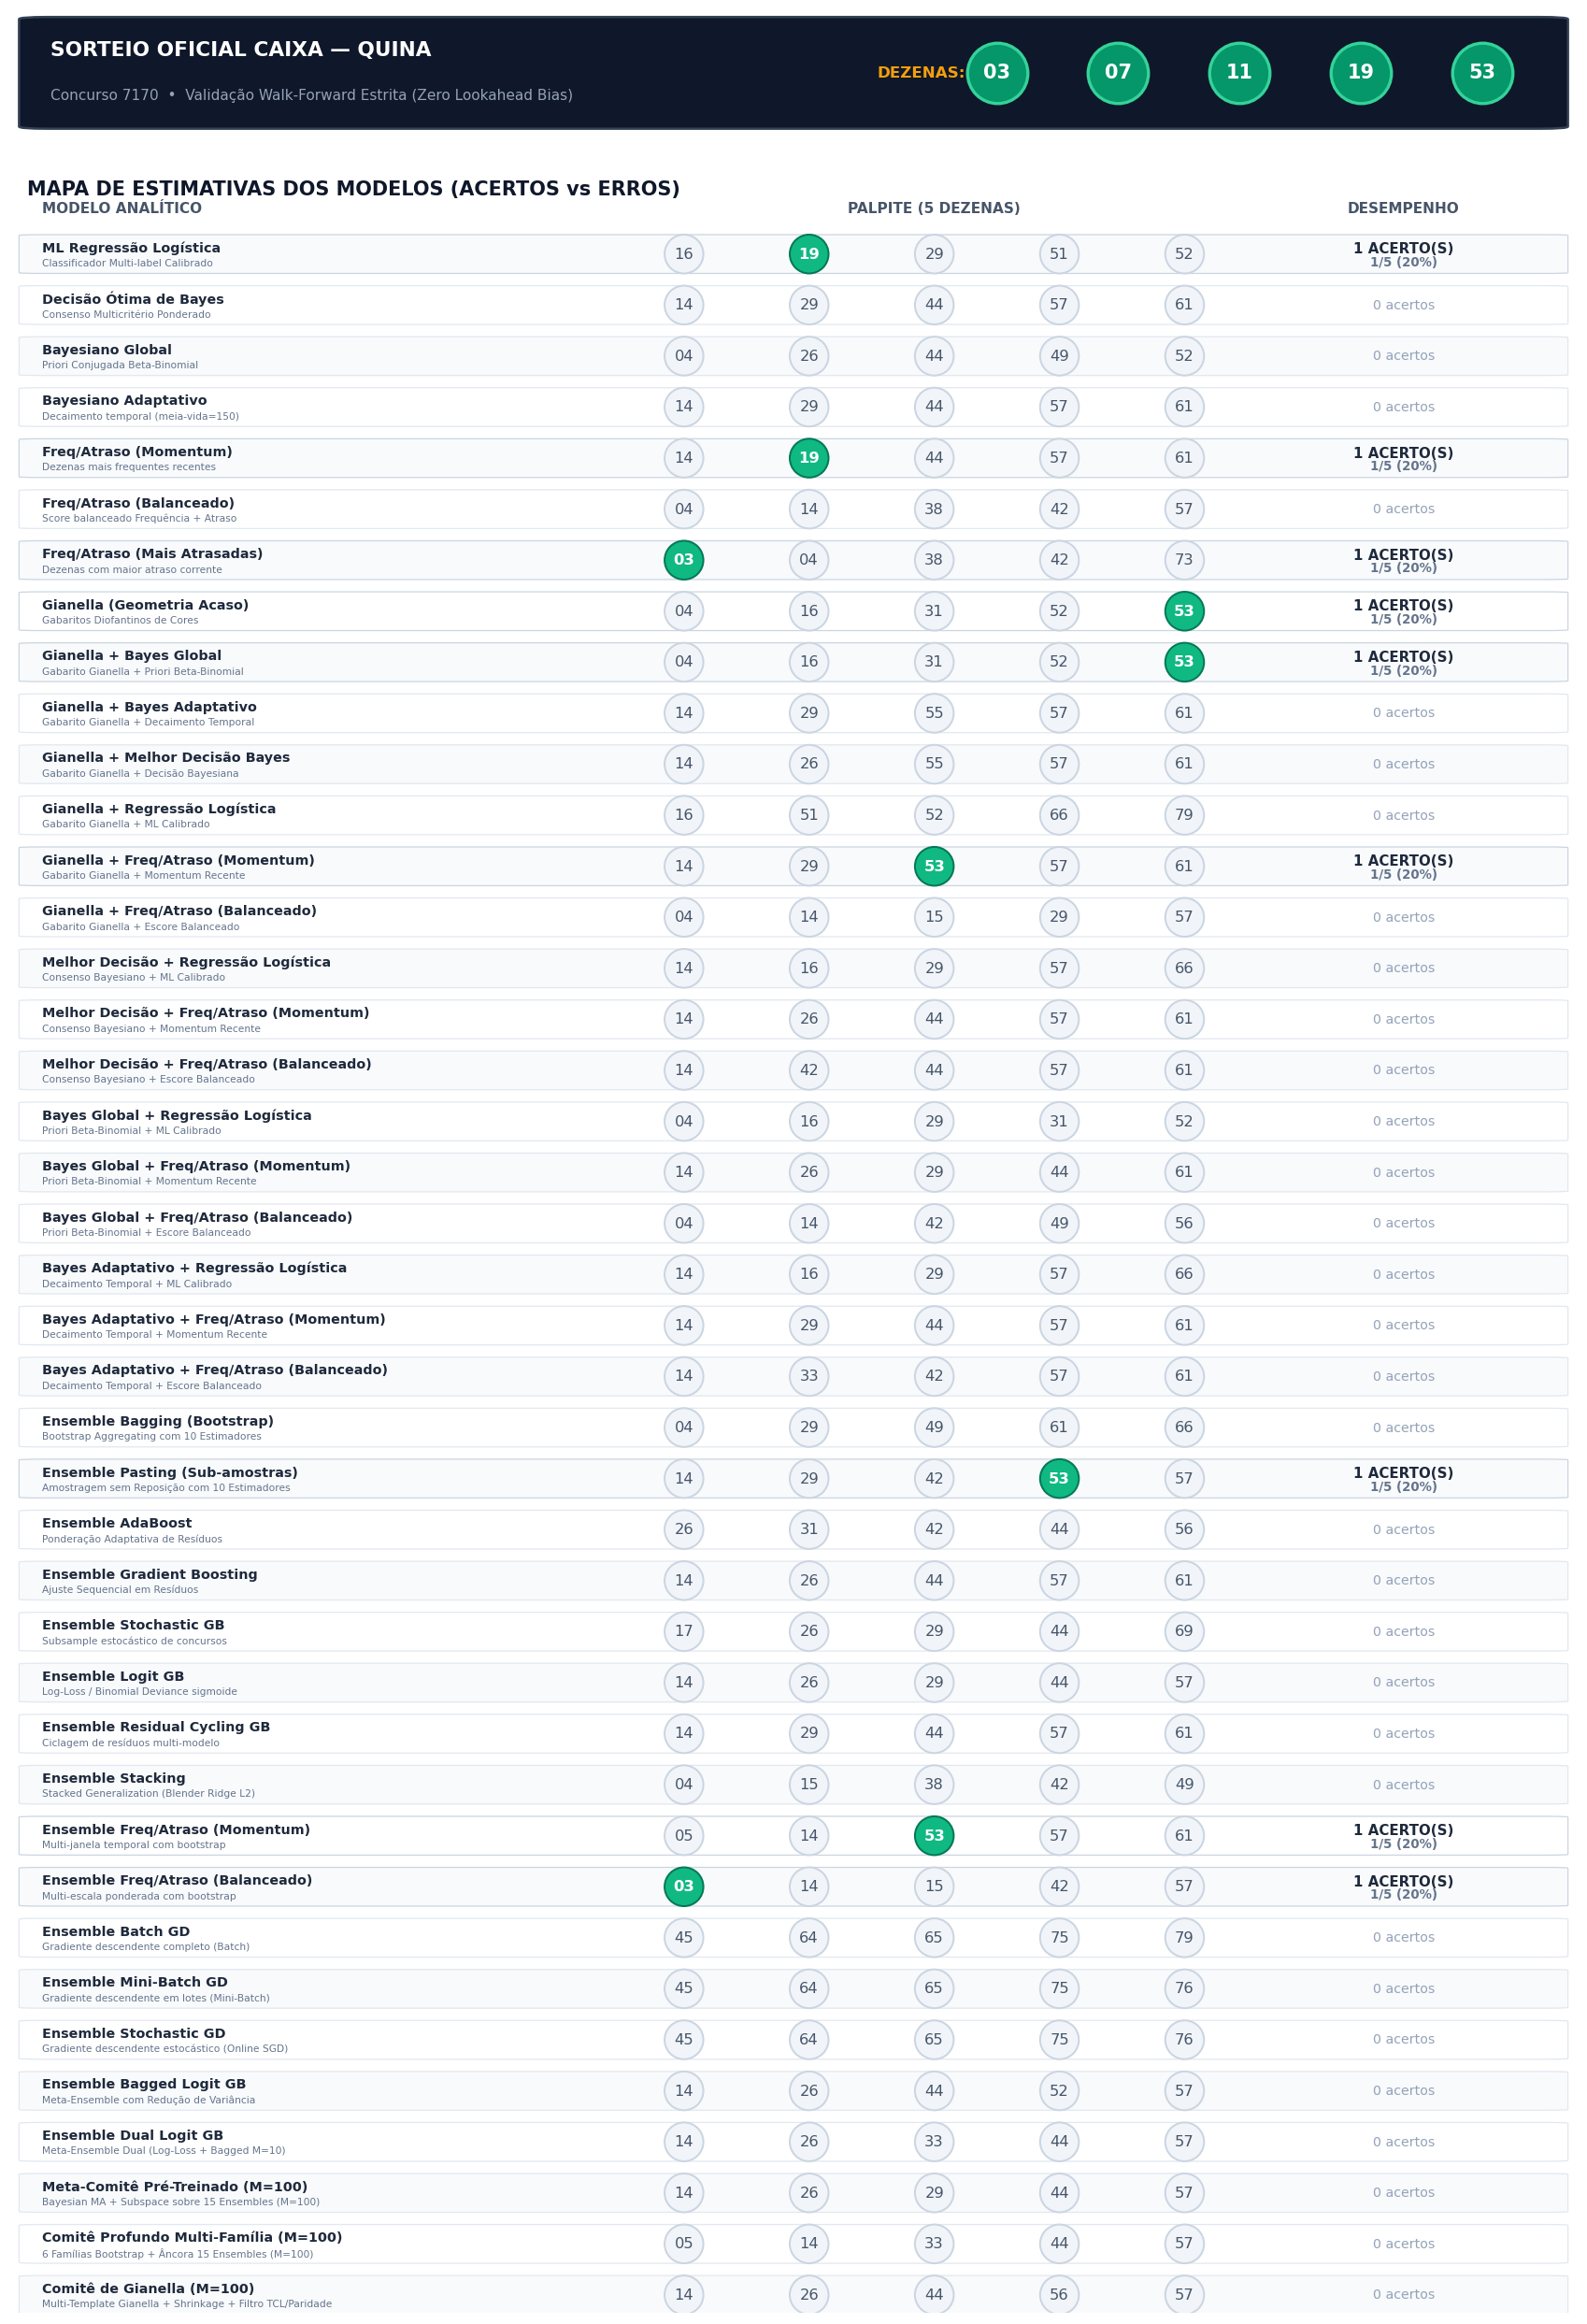 SORTEIO OFICIAL CAIXA — QUINA
Concurso 7170 • Validação Walk-Forward Estrita (Zero Lookahead Bias)
DEZENAS: 03 07 11 19 53
MAPA DE ESTIMATIVAS DOS MODELOS (ACERTOS vs ERROS)
MODELO ANALÍTICO PALPITE (5 DEZENAS) DESEMPENHO
ML Regressão Logística 16 19 29 51 52 1 ACERTO(S)
Classificador Multi-label Calibrado 1/5 (20%)
Decisão Ótima de Bayes 14 29 44 57 61 0 acertos
Consenso Multicritério Ponderado
Bayesiano Global 04 26 44 49 52 0 acertos
Priori Conjugada Beta-Binomial
Bayesiano Adaptativo 14 29 44 57 61 0 acertos
Decaimento temporal (meia-vida=150)
Freq/Atraso (Momentum) 14 19 44 57 61 1 ACERTO(S)
Dezenas mais frequentes recentes 1/5 (20%)
Freq/Atraso (Balanceado) 04 14 38 42 57 0 acertos
Score balanceado Frequência + Atraso
Freq/Atraso (Mais Atrasadas) 03 04 38 42 73 1 ACERTO(S)
Dezenas com maior atraso corrente 1/5 (20%)
Gianella (Geometria Acaso) 04 16 31 52 53 1 ACERTO(S)
Gabaritos Diofantinos de Cores 1/5 (20%)
Gianella + Bayes Global 04 16 31 52 53 1 ACERTO(S)
Gabarito Gianella + Priori Beta-Binomial 1/5 (20%)
Gianella + Bayes Adaptativo 14 29 55 57 61 0 acertos
Gabarito Gianella + Decaimento Temporal
Gianella + Melhor Decisão Bayes 14 26 55 57 61 0 acertos
Gabarito Gianella + Decisão Bayesiana
Gianella + Regressão Logística 16 51 52 66 79 0 acertos
Gabarito Gianella + ML Calibrado
Gianella + Freq/Atraso (Momentum) 14 29 53 57 61 1 ACERTO(S)
Gabarito Gianella + Momentum Recente 1/5 (20%)
Gianella + Freq/Atraso (Balanceado) 04 14 15 29 57 0 acertos
Gabarito Gianella + Escore Balanceado
Melhor Decisão + Regressão Logística 14 16 29 57 66 0 acertos
Consenso Bayesiano + ML Calibrado
Melhor Decisão + Freq/Atraso (Momentum) 14 26 44 57 61 0 acertos
Consenso Bayesiano + Momentum Recente
Melhor Decisão + Freq/Atraso (Balanceado) 14 42 44 57 61 0 acertos
Consenso Bayesiano + Escore Balanceado
Bayes Global + Regressão Logística 04 16 29 31 52 0 acertos
Priori Beta-Binomial + ML Calibrado
Bayes Global + Freq/Atraso (Momentum) 14 26 29 44 61 0 acertos
Priori Beta-Binomial + Momentum Recente
Bayes Global + Freq/Atraso (Balanceado) 04 14 42 49 56 0 acertos
Priori Beta-Binomial + Escore Balanceado
Bayes Adaptativo + Regressão Logística 14 16 29 57 66 0 acertos
Decaimento Temporal + ML Calibrado
Bayes Adaptativo + Freq/Atraso (Momentum) 14 29 44 57 61 0 acertos
Decaimento Temporal + Momentum Recente
Bayes Adaptativo + Freq/Atraso (Balanceado) 14 33 42 57 61 0 acertos
Decaimento Temporal + Escore Balanceado
Ensemble Bagging (Bootstrap) 04 29 49 61 66 0 acertos
Bootstrap Aggregating com 10 Estimadores
Ensemble Pasting (Sub-amostras) 14 29 42 53 57 1 ACERTO(S)
Amostragem sem Reposição com 10 Estimadores 1/5 (20%)
Ensemble AdaBoost 26 31 42 44 56 0 acertos
Ponderação Adaptativa de Resíduos
Ensemble Gradient Boosting 14 26 44 57 61 0 acertos
Ajuste Sequencial em Resíduos
Ensemble Stochastic GB 17 26 29 44 69 0 acertos
Subsample estocástico de concursos
Ensemble Logit GB 14 26 29 44 57 0 acertos
Log-Loss / Binomial Deviance sigmoide
Ensemble Residual Cycling GB 14 29 44 57 61 0 acertos
Ciclagem de resíduos multi-modelo
Ensemble Stacking 04 15 38 42 49 0 acertos
Stacked Generalization (Blender Ridge L2)
Ensemble Freq/Atraso (Momentum) 05 14 53 57 61 1 ACERTO(S)
Multi-janela temporal com bootstrap 1/5 (20%)
Ensemble Freq/Atraso (Balanceado) 03 14 15 42 57 1 ACERTO(S)
Multi-escala ponderada com bootstrap 1/5 (20%)
Ensemble Batch GD 45 64 65 75 79 0 acertos
Gradiente descendente completo (Batch)
Ensemble Mini-Batch GD 45 64 65 75 76 0 acertos
Gradiente descendente em lotes (Mini-Batch)
Ensemble Stochastic GD 45 64 65 75 76 0 acertos
Gradiente descendente estocástico (Online SGD)
Ensemble Bagged Logit GB 14 26 44 52 57 0 acertos
Meta-Ensemble com Redução de Variância
Ensemble Dual Logit GB 14 26 33 44 57 0 acertos
Meta-Ensemble Dual (Log-Loss + Bagged M=10)
Meta-Comitê Pré-Treinado (M=100) 14 26 29 44 57 0 acertos
Bayesian MA + Subspace sobre 15 Ensembles (M=100)
Comitê Profundo Multi-Família (M=100) 05 14 33 44 57 0 acertos
6 Famílias Bootstrap + Âncora 15 Ensembles (M=100)
Comitê de Gianella (M=100) 14 26 44 56 57 0 acertos
Multi-Template Gianella + Shrinkage + Filtro TCL/Paridade